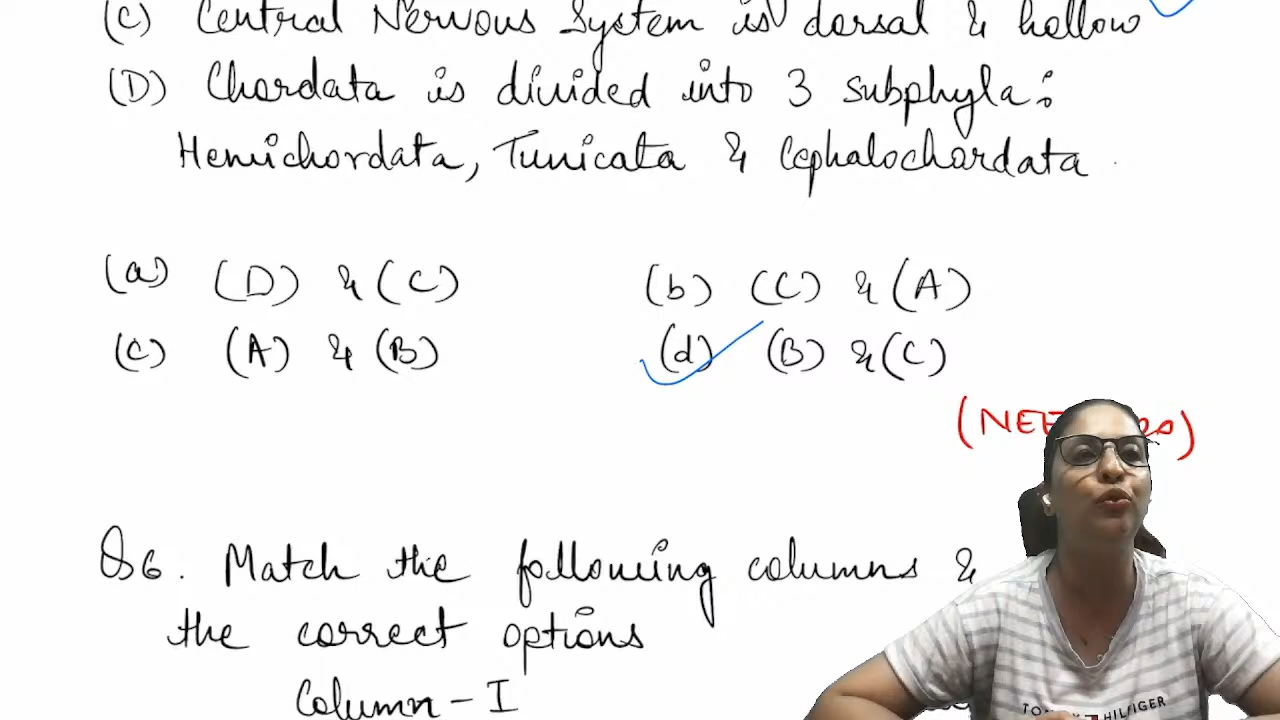 (C) Central Nervous System is dorsal & hollow
(D) Chordata is divided into 3 subphyla:
Hemichordata, Tunicata & Cephalochordata
(a) (D) & (C)
(b) (C) & (A)
(c) (A) & (B)
(d) (B) & (C)
Q6. Match the following columns &
the correct options
Column - I
HILFIGER